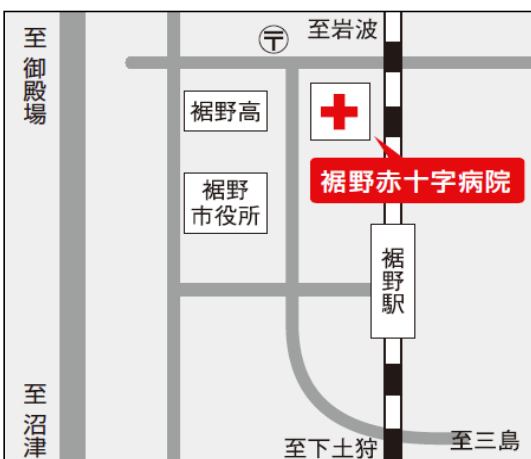 至御殿場
〒
至岩波
裾野高
裾野赤十字病院
裾野
市役所
裾野駅
至沼津
至下土狩
至三島